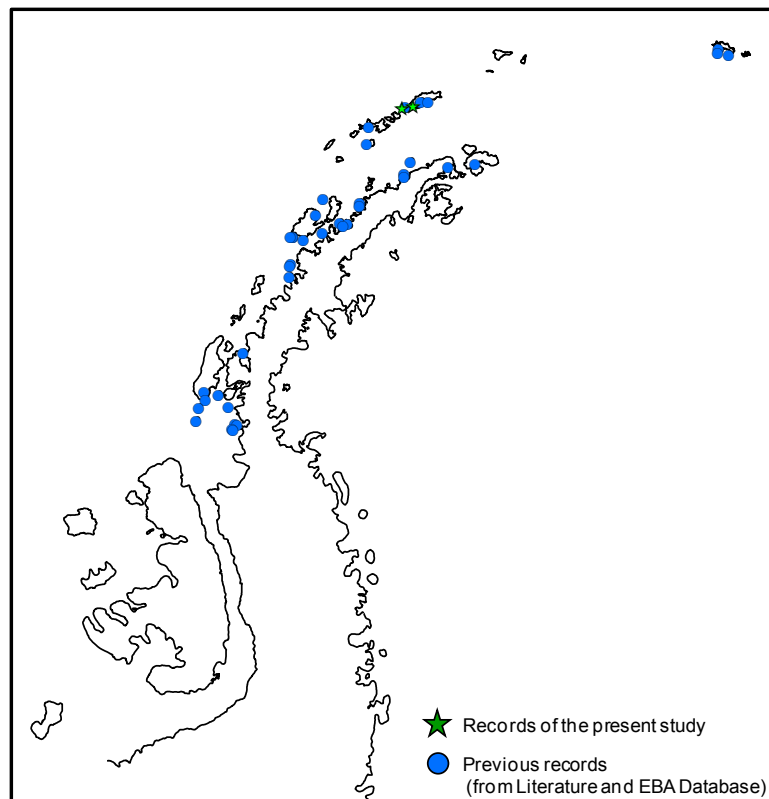 Records of the present study
Previous records
(from Literature and EBA Database)